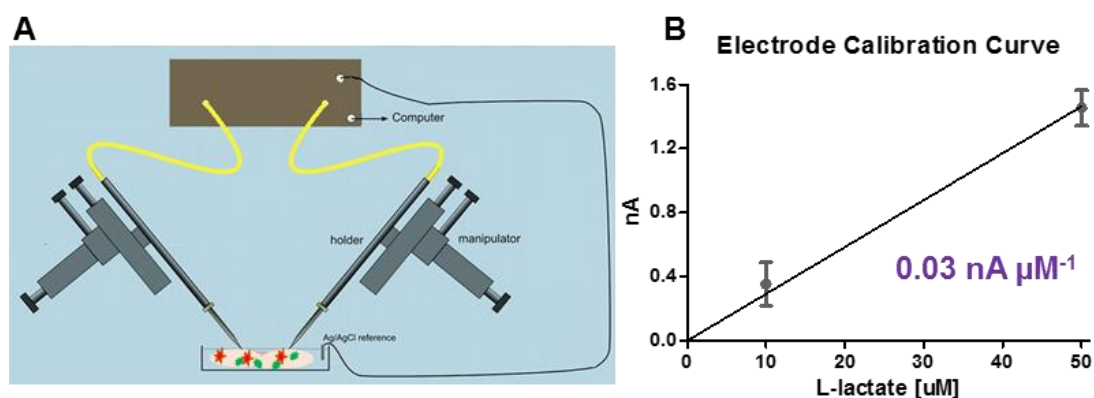 A
Computer
holder
manipulator
Ag/AgCl reference
B
Electrode Calibration Curve
1.6
1.2
0.8
0.4
0.0
nA
0.03 nA µM⁻¹
0
10
20
30
40
50
L-lactate [uM]